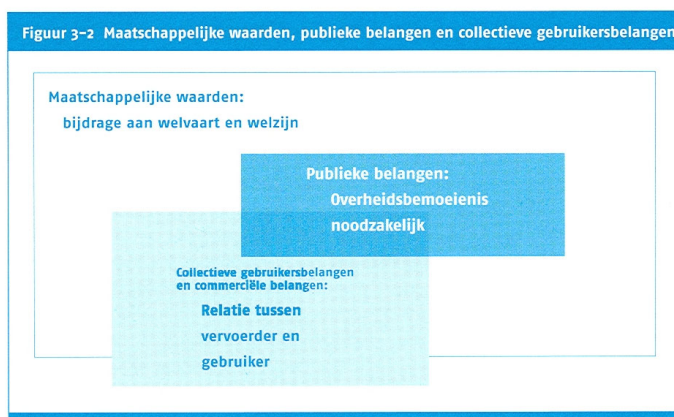 Figuur 3-2 Maatschappelijke waarden, publieke belangen en collectieve gebruikersbelangen
Maatschappelijke waarden:
bijdrage aan welvaart en welzijn
Publieke belangen:
Overheidsbemoeienis
noodzakelijk
Collectieve gebruikersbelangen
en commerciële belangen:
Relatie tussen
vervoerder en
gebruiker